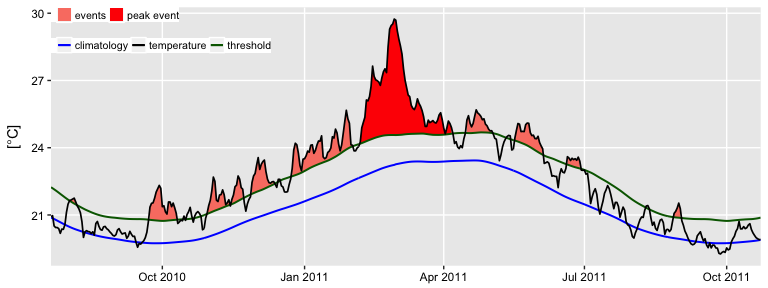 events peak event
climatology temperature threshold
30
27
24
21
[°C]
Oct 2010 Jan 2011 Apr 2011 Jul 2011 Oct 2011